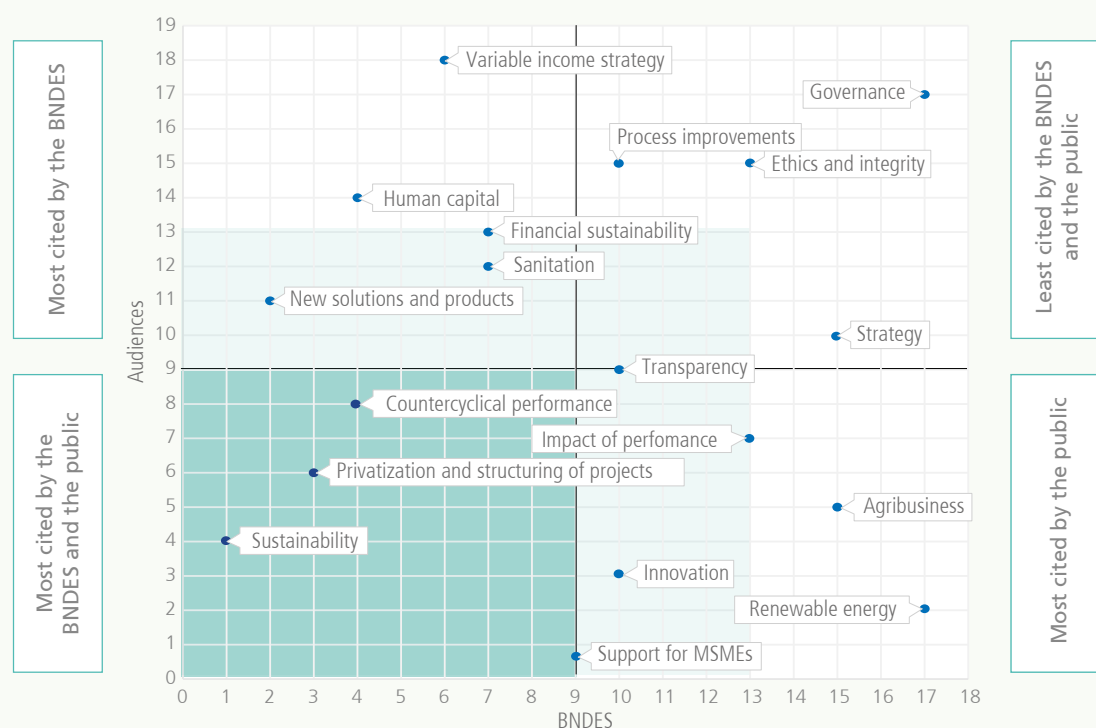 Most cited by the BNDES
Most cited by the
BNDES and the public
Audiences
19
18
17
16
15
14
13
12
11
10
9
8
7
6
5
4
3
2
1
0
Variable income strategy
Governance
Process improvements
Ethics and integrity
Human capital
Financial sustainability
Sanitation
New solutions and products
Strategy
Transparency
Countercyclical performance
Impact of perfomance
Privatization and structuring of projects
Agribusiness
Sustainability
Innovation
Renewable energy
Support for MSMEs
0 1 2 3 4 5 6 7 8 9 10 11 12 13 14 15 16 17 18
BNDES
Least cited by the BNDES
and the public
Most cited by the public